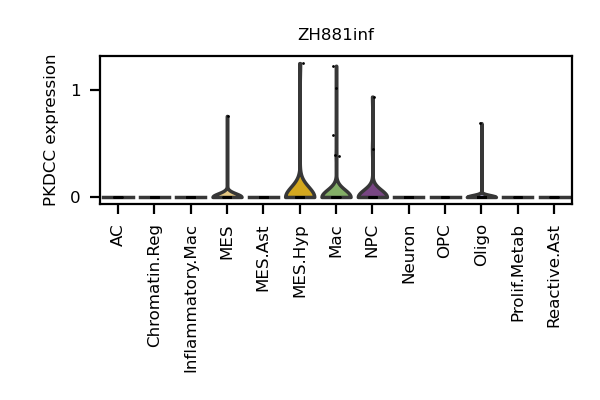 ZH881inf
PKDCC expression
1
0
AC
Chromatin.Reg
Inflammatory.Mac
MES
MES.Ast
MES.Hyp
Mac
NPC
Neuron
OPC
Oligo
Prolif.Metab
Reactive.Ast